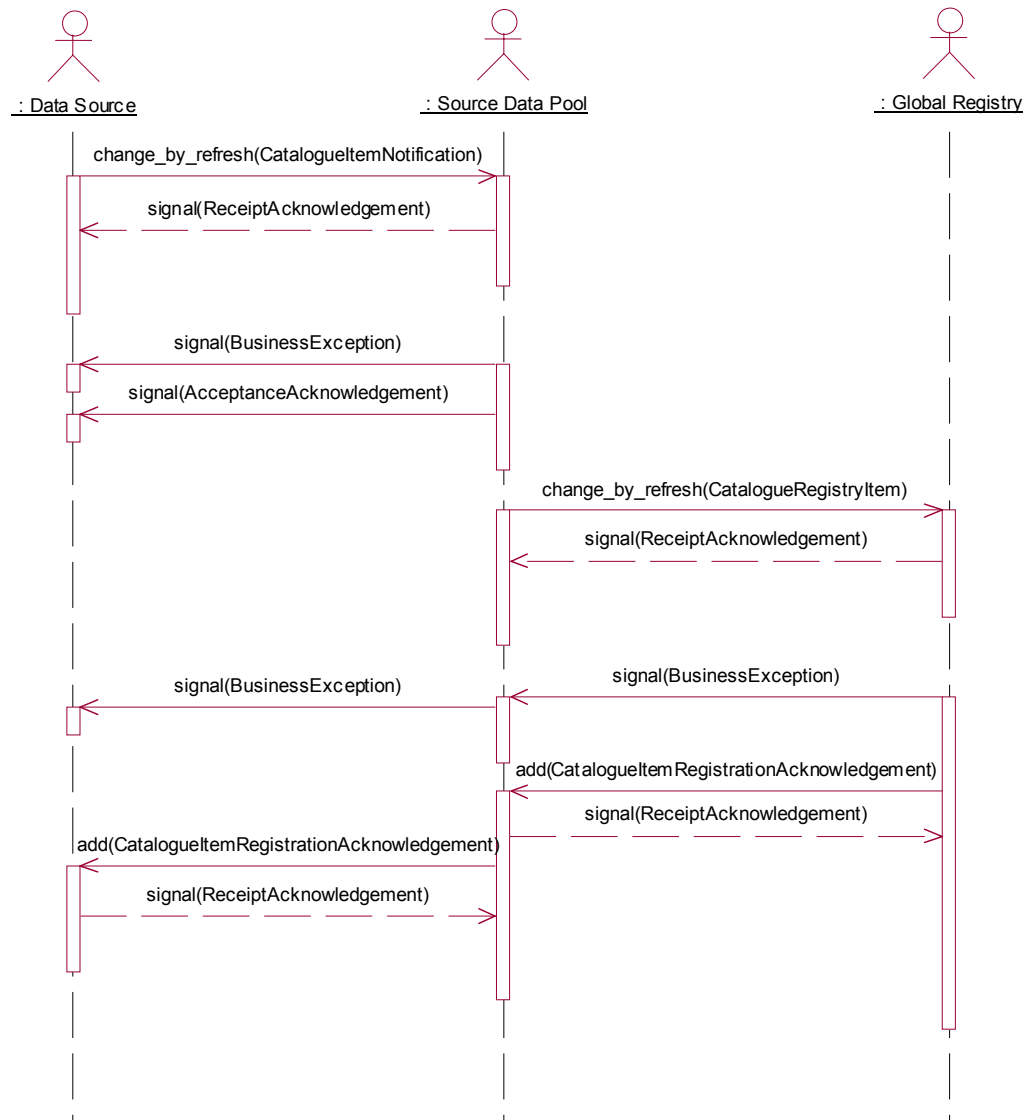 : Data Source
: Source Data Pool
: Global Registry
change_by_refresh(CatalogueItemNotification)
signal(ReceiptAcknowledgement)
signal(BusinessException)
signal(AcceptanceAcknowledgement)
change_by_refresh(CatalogueRegistryItem)
signal(ReceiptAcknowledgement)
signal(BusinessException)
signal(BusinessException)
add(CatalogueItemRegistrationAcknowledgement)
signal(ReceiptAcknowledgement)
add(CatalogueItemRegistrationAcknowledgement)
signal(ReceiptAcknowledgement)